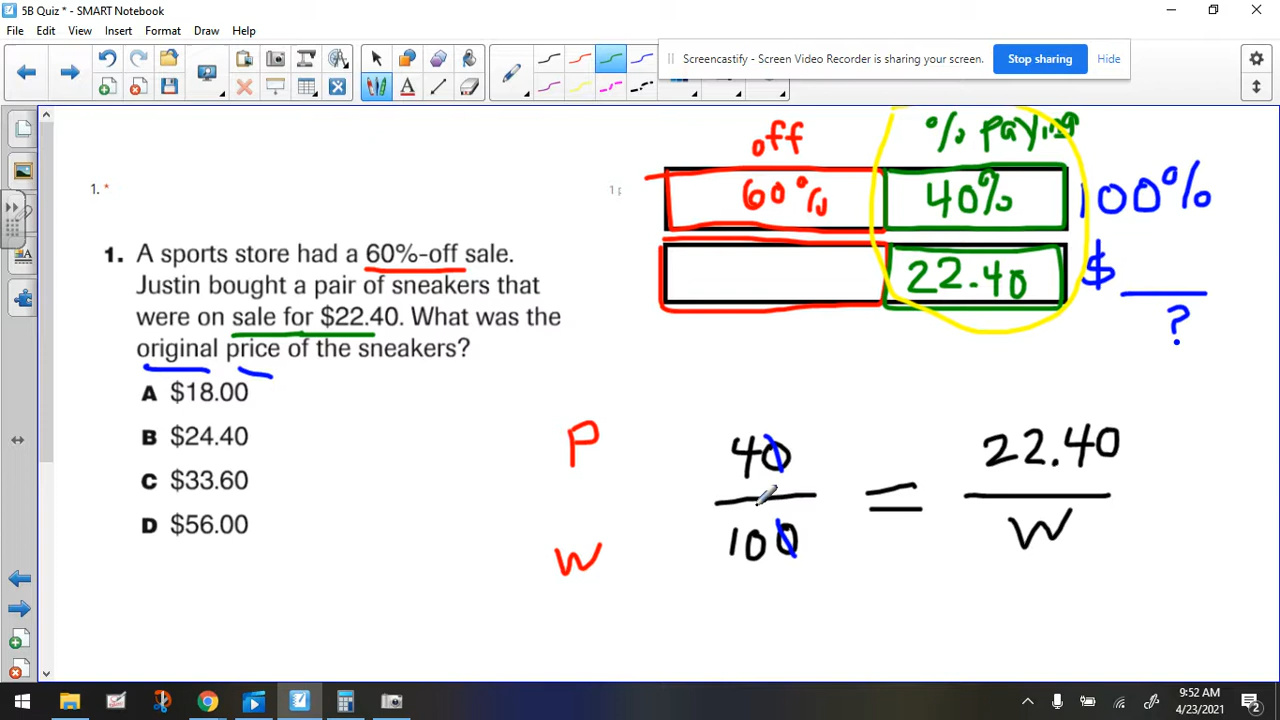 5B Quiz * - SMART Notebook
File Edit View Insert Format Draw Help
Screencastify - Screen Video Recorder is sharing your screen. Stop sharing Hide
off
% paying
60% 40% 100%
22.40 $
?
1. *
1. A sports store had a 60%-off sale.
Justin bought a pair of sneakers that
were on sale for $22.40. What was the
original price of the sneakers?
A $18.00
B $24.40
C $33.60
D $56.00
P 40 = 22.40
W 100 W
9:52 AM
4/23/2021
2